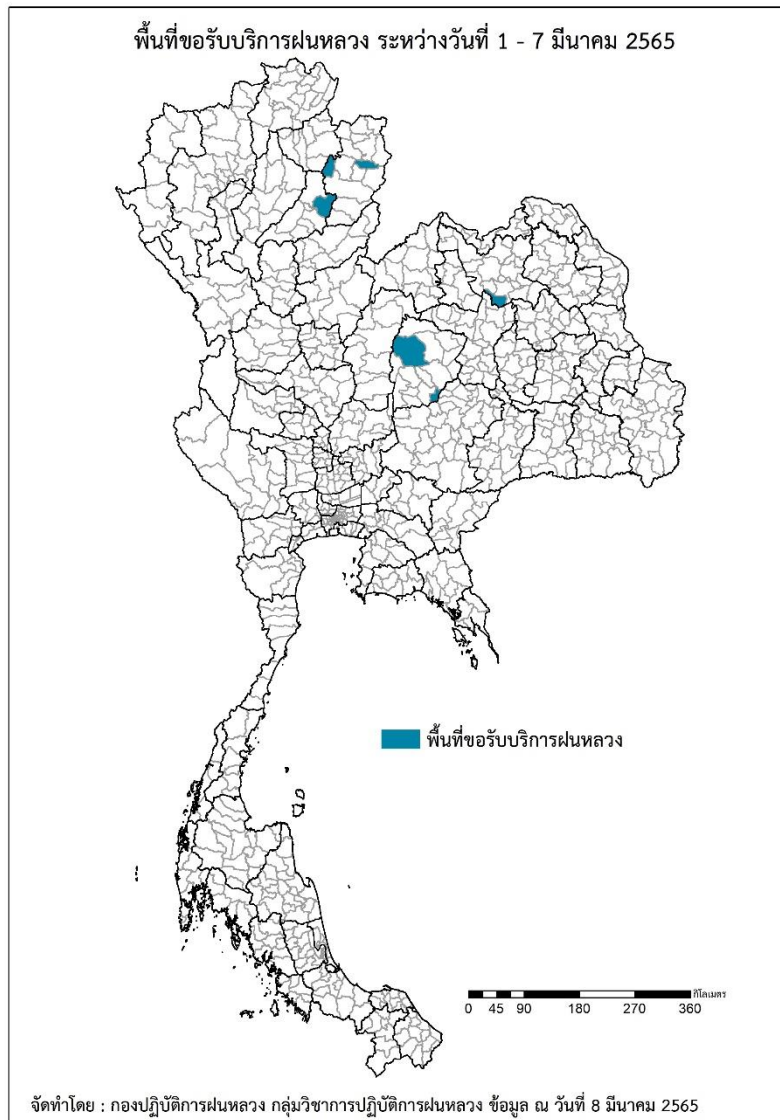 พื้นที่ขอรับบริการฝนหลวง ระหว่างวันที่ 1 - 7 มีนาคม 2565
พื้นที่ขอรับบริการฝนหลวง
กิโลเมตร
0 45 90 180 270 360
จัดทำโดย : กองปฏิบัติการฝนหลวง กลุ่มวิชาการปฏิบัติการฝนหลวง ข้อมูล ณ วันที่ 8 มีนาคม 2565